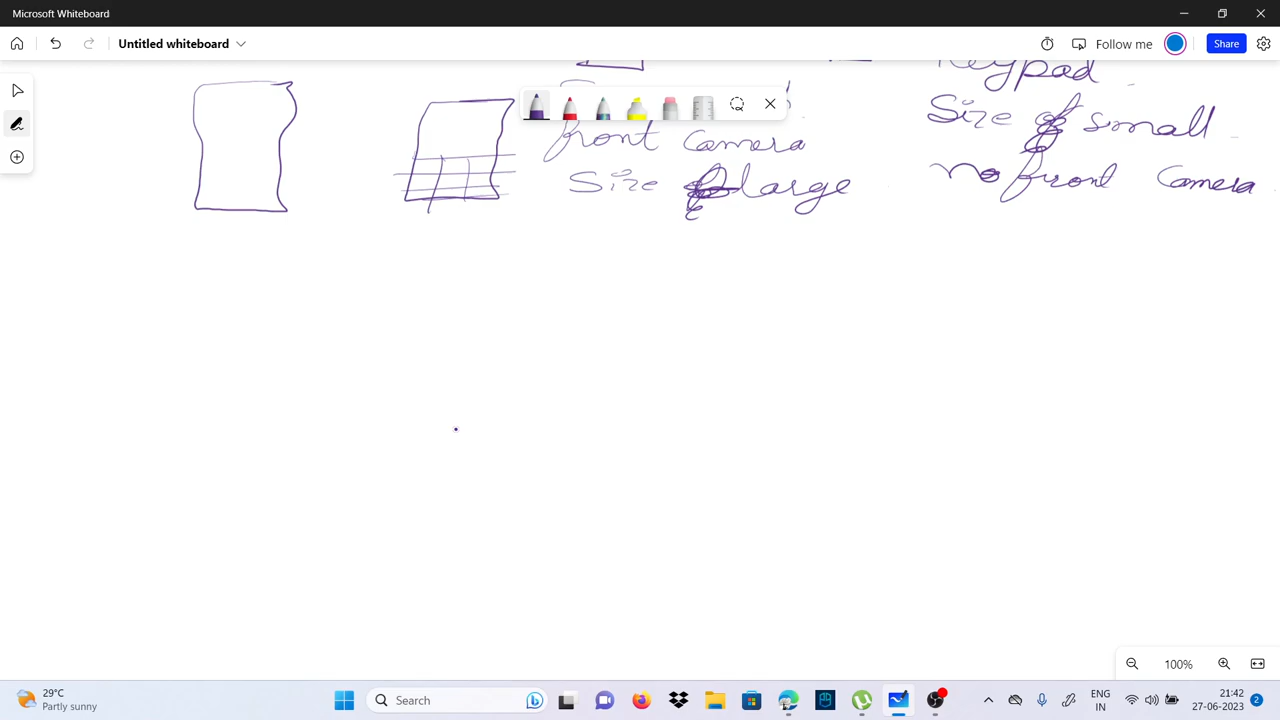 Microsoft Whiteboard
Untitled whiteboard
Follow me
Share
Keypad
Size of small
front Camera
no front Camera
Size large
100%
29°C
Partly sunny
Search
ENG
IN
21:42
27-06-2023
2